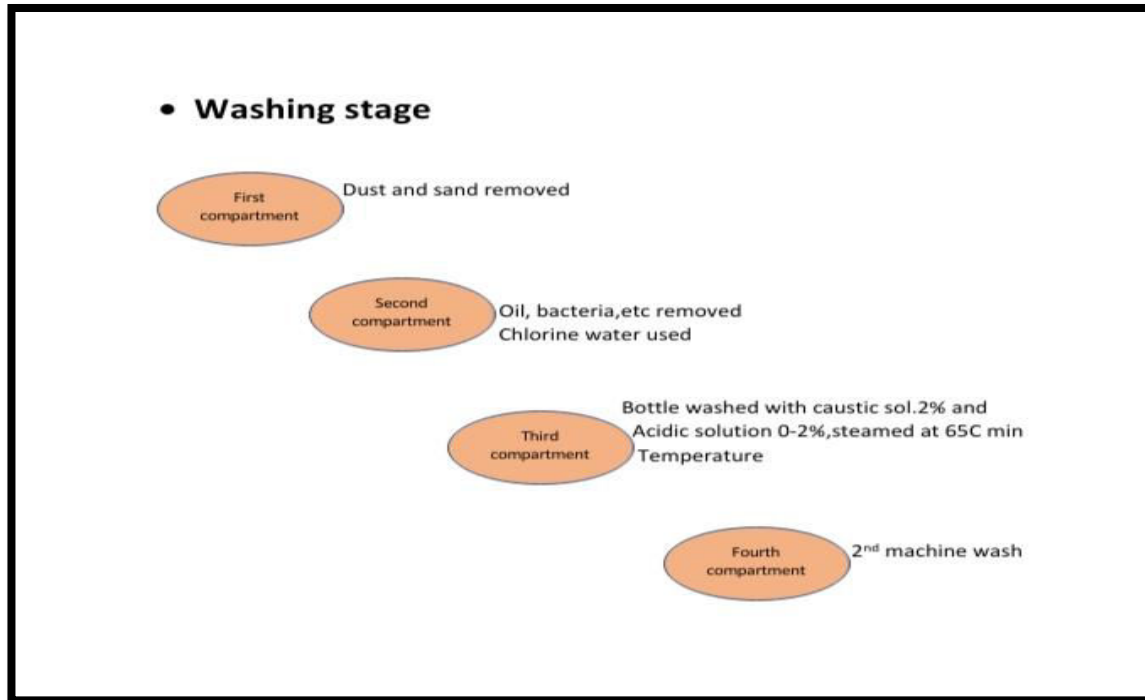 • Washing stage
First
compartment
Dust and sand removed
Second
compartment
Oil, bacteria,etc removed
Chlorine water used
Third
compartment
Bottle washed with caustic sol.2% and
Acidic solution 0-2%,steamed at 65C min
Temperature
Fourth
compartment
2nd machine wash